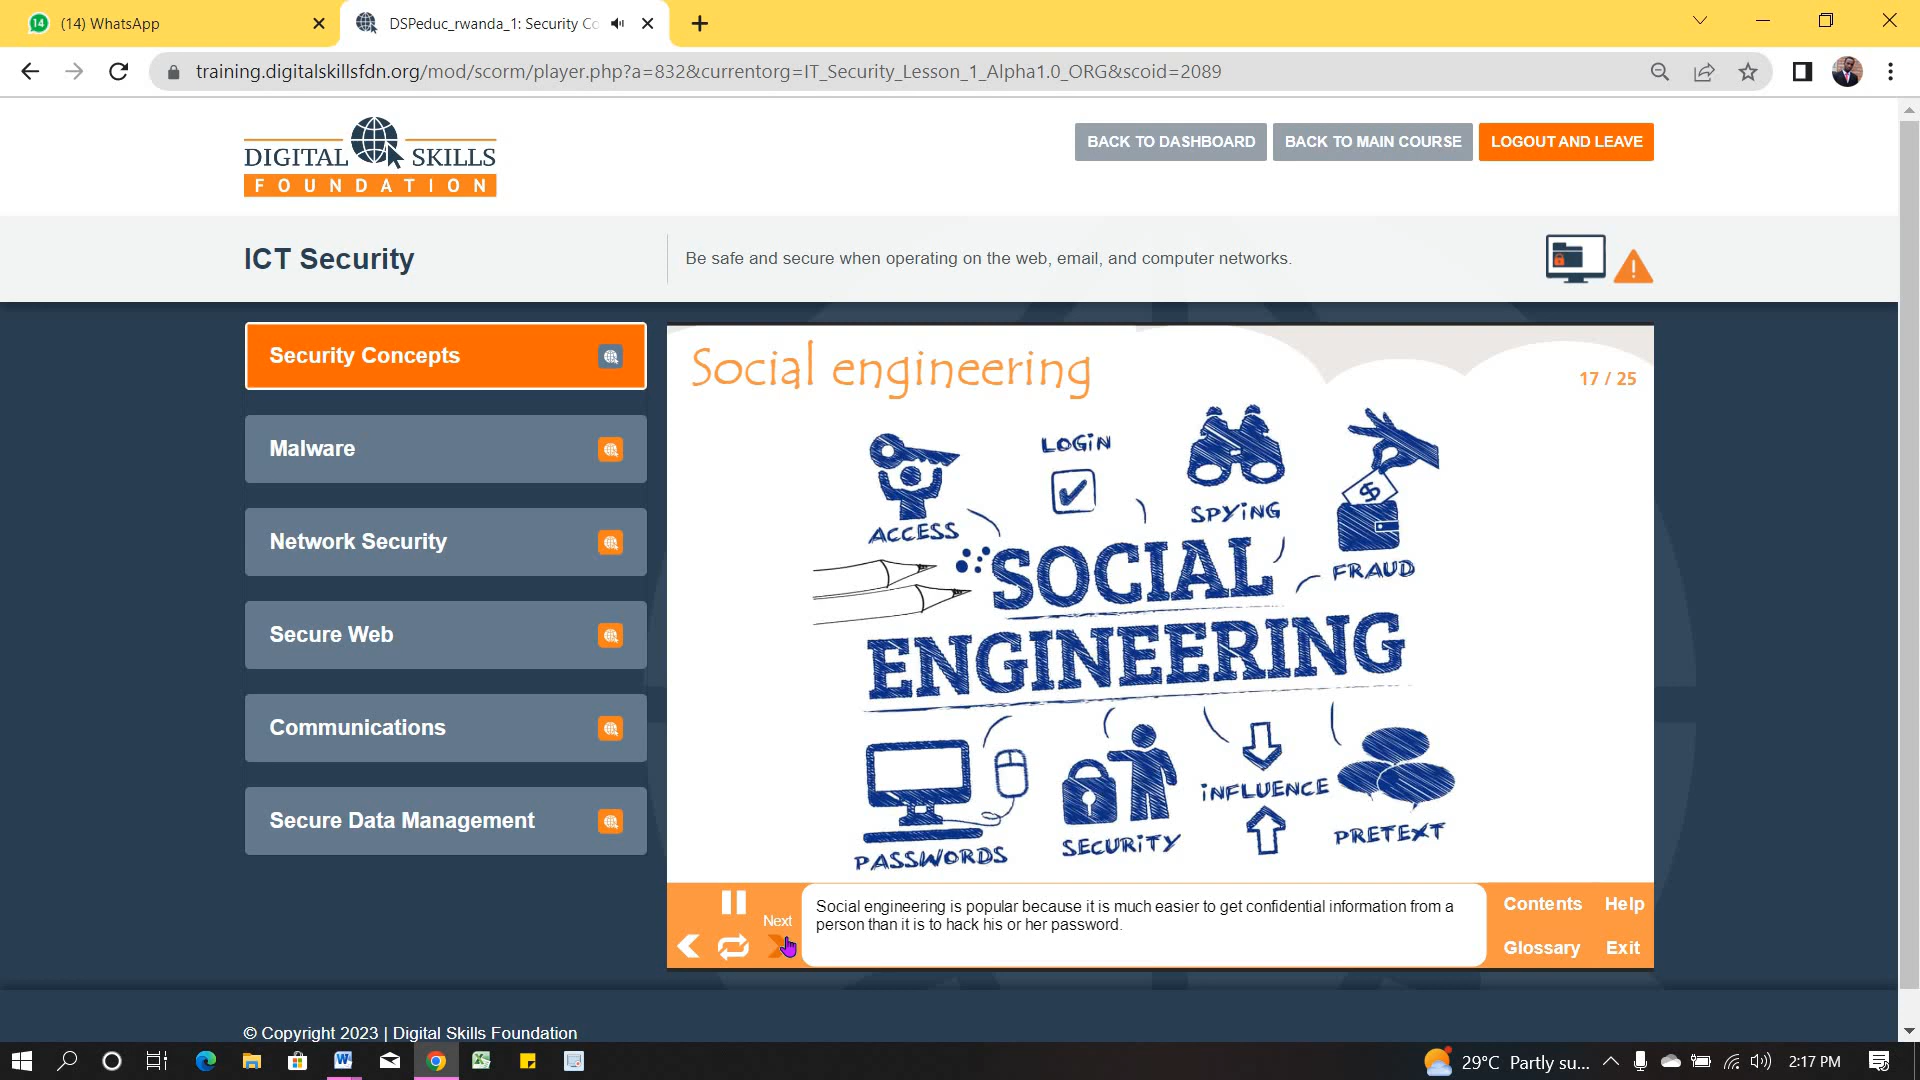 14
(14) WhatsApp
DSPeduc_rwanda_1: Security Co
training.digitalskillsfdn.org/mod/scorm/player.php?a=832&currentorg=IT_Security_Lesson_1_Alpha1.0_ORG&scoid=2089
DIGITAL SKILLS
FOUNDATION
BACK TO DASHBOARD
BACK TO MAIN COURSE
LOGOUT AND LEAVE
ICT Security
Be safe and secure when operating on the web, email, and computer networks.
Security Concepts
Malware
Network Security
Secure Web
Communications
Secure Data Management
Social engineering
17 / 25
ACCESS
LOGIN
SPYING
FRAUD
SOCIAL
ENGINEERING
PASSWORDS
SECURITY
INFLUENCE
PRETEXT
Next
Social engineering is popular because it is much easier to get confidential information from a
person than it is to hack his or her password.
Contents
Help
Glossary
Exit
© Copyright 2023 | Digital Skills Foundation
29°C Partly su...
2:17 PM